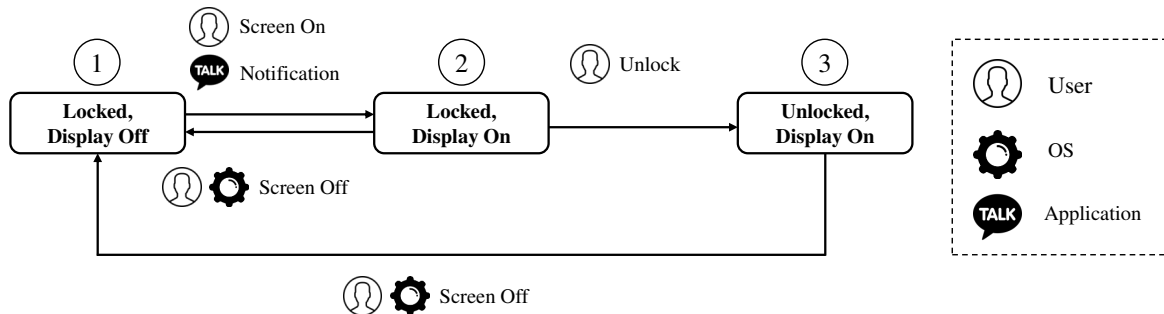 Screen On
TALK Notification
1
2
3
Unlock
Locked,
Display Off
Locked,
Display On
Unlocked,
Display On
Screen Off
Screen Off
User
OS
TALK Application